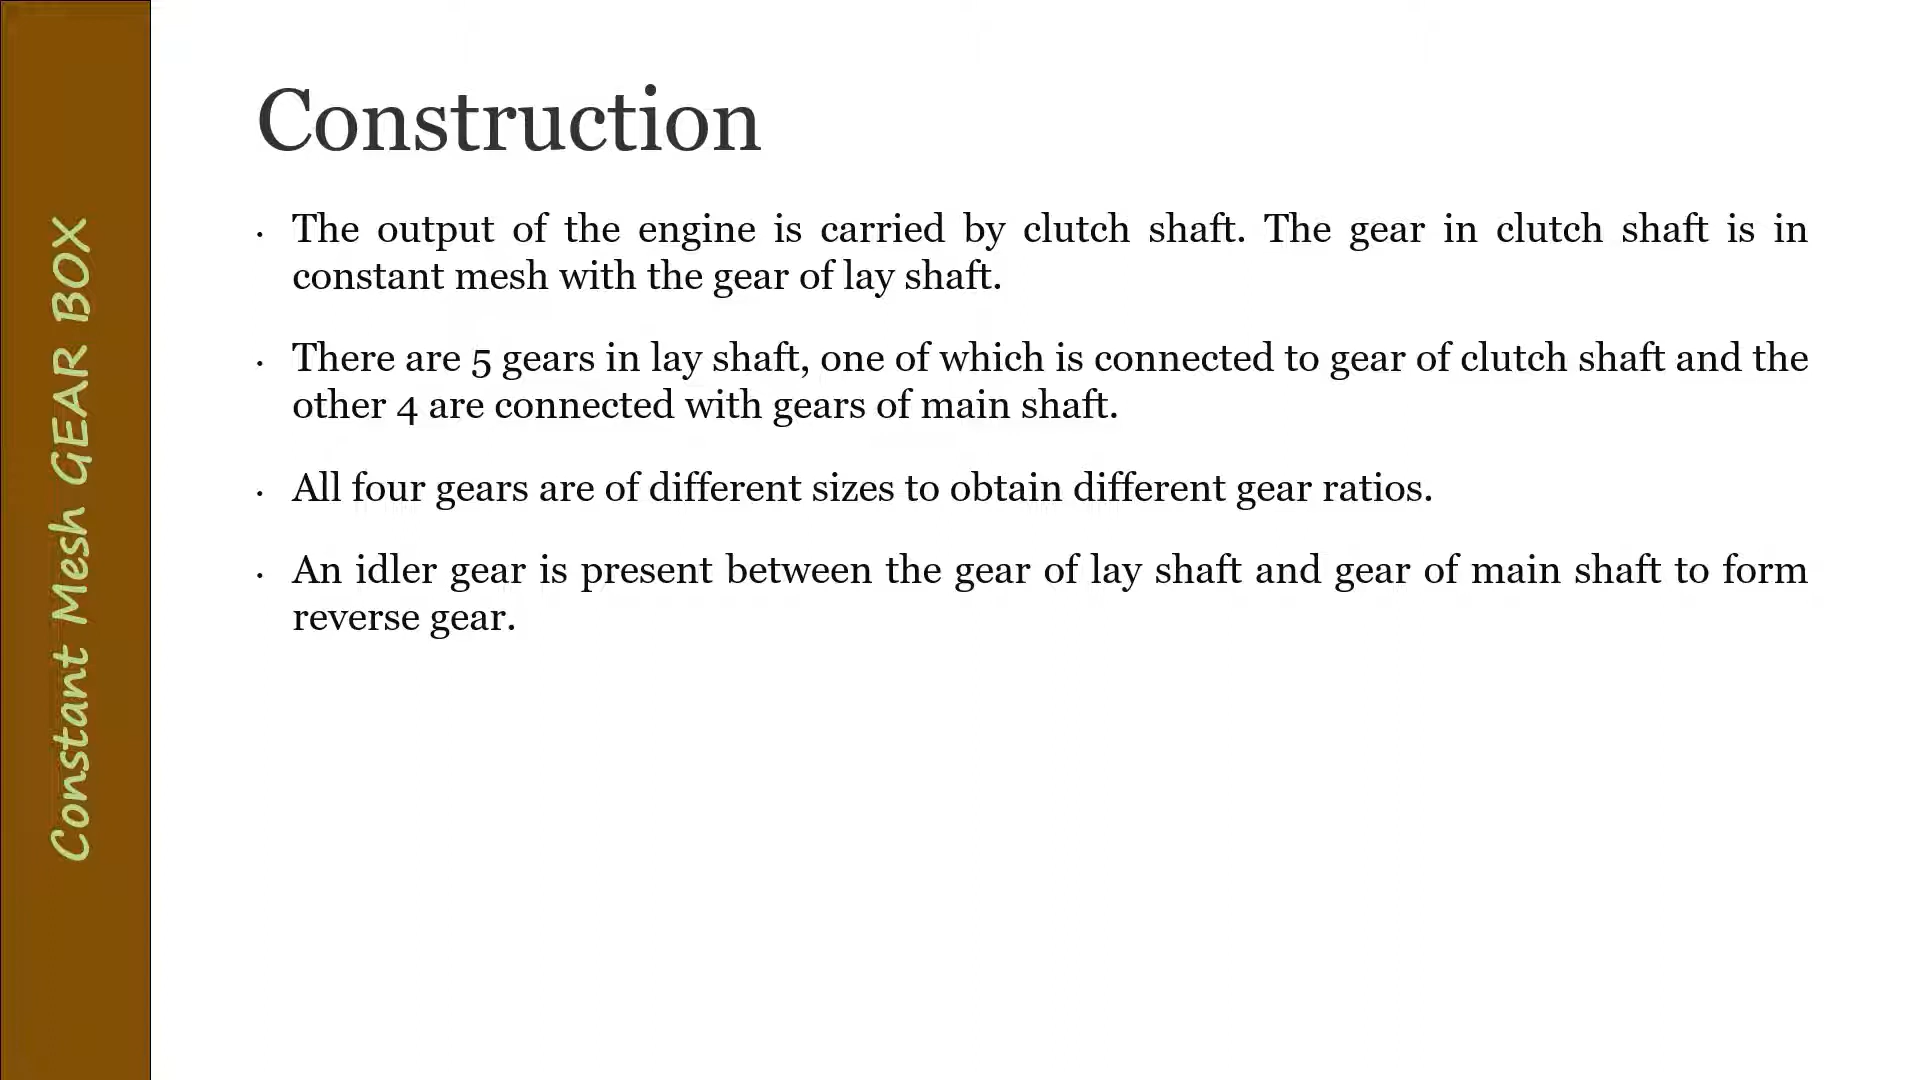 Constant Mesh GEAR BOX
Construction
· The output of the engine is carried by clutch shaft. The gear in clutch shaft is in
constant mesh with the gear of lay shaft.
· There are 5 gears in lay shaft, one of which is connected to gear of clutch shaft and the
other 4 are connected with gears of main shaft.
· All four gears are of different sizes to obtain different gear ratios.
· An idler gear is present between the gear of lay shaft and gear of main shaft to form
reverse gear.